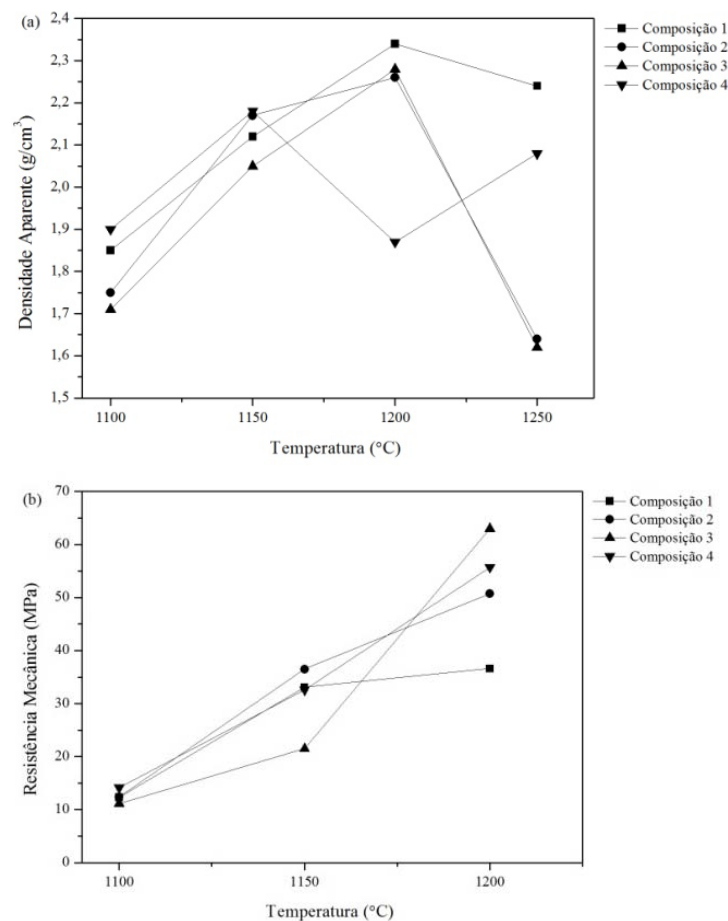 (a)
Composição 1
Composição 2
Composição 3
Composição 4
Densidade Aparente (g/cm³)
2,4
2,3
2,2
2,1
2,0
1,9
1,8
1,7
1,6
1,5
1100 1150 1200 1250
Temperatura (°C)
(b)
Composição 1
Composição 2
Composição 3
Composição 4
Resistência Mecânica (MPa)
70
60
50
40
30
20
10
0
1100 1150 1200
Temperatura (°C)